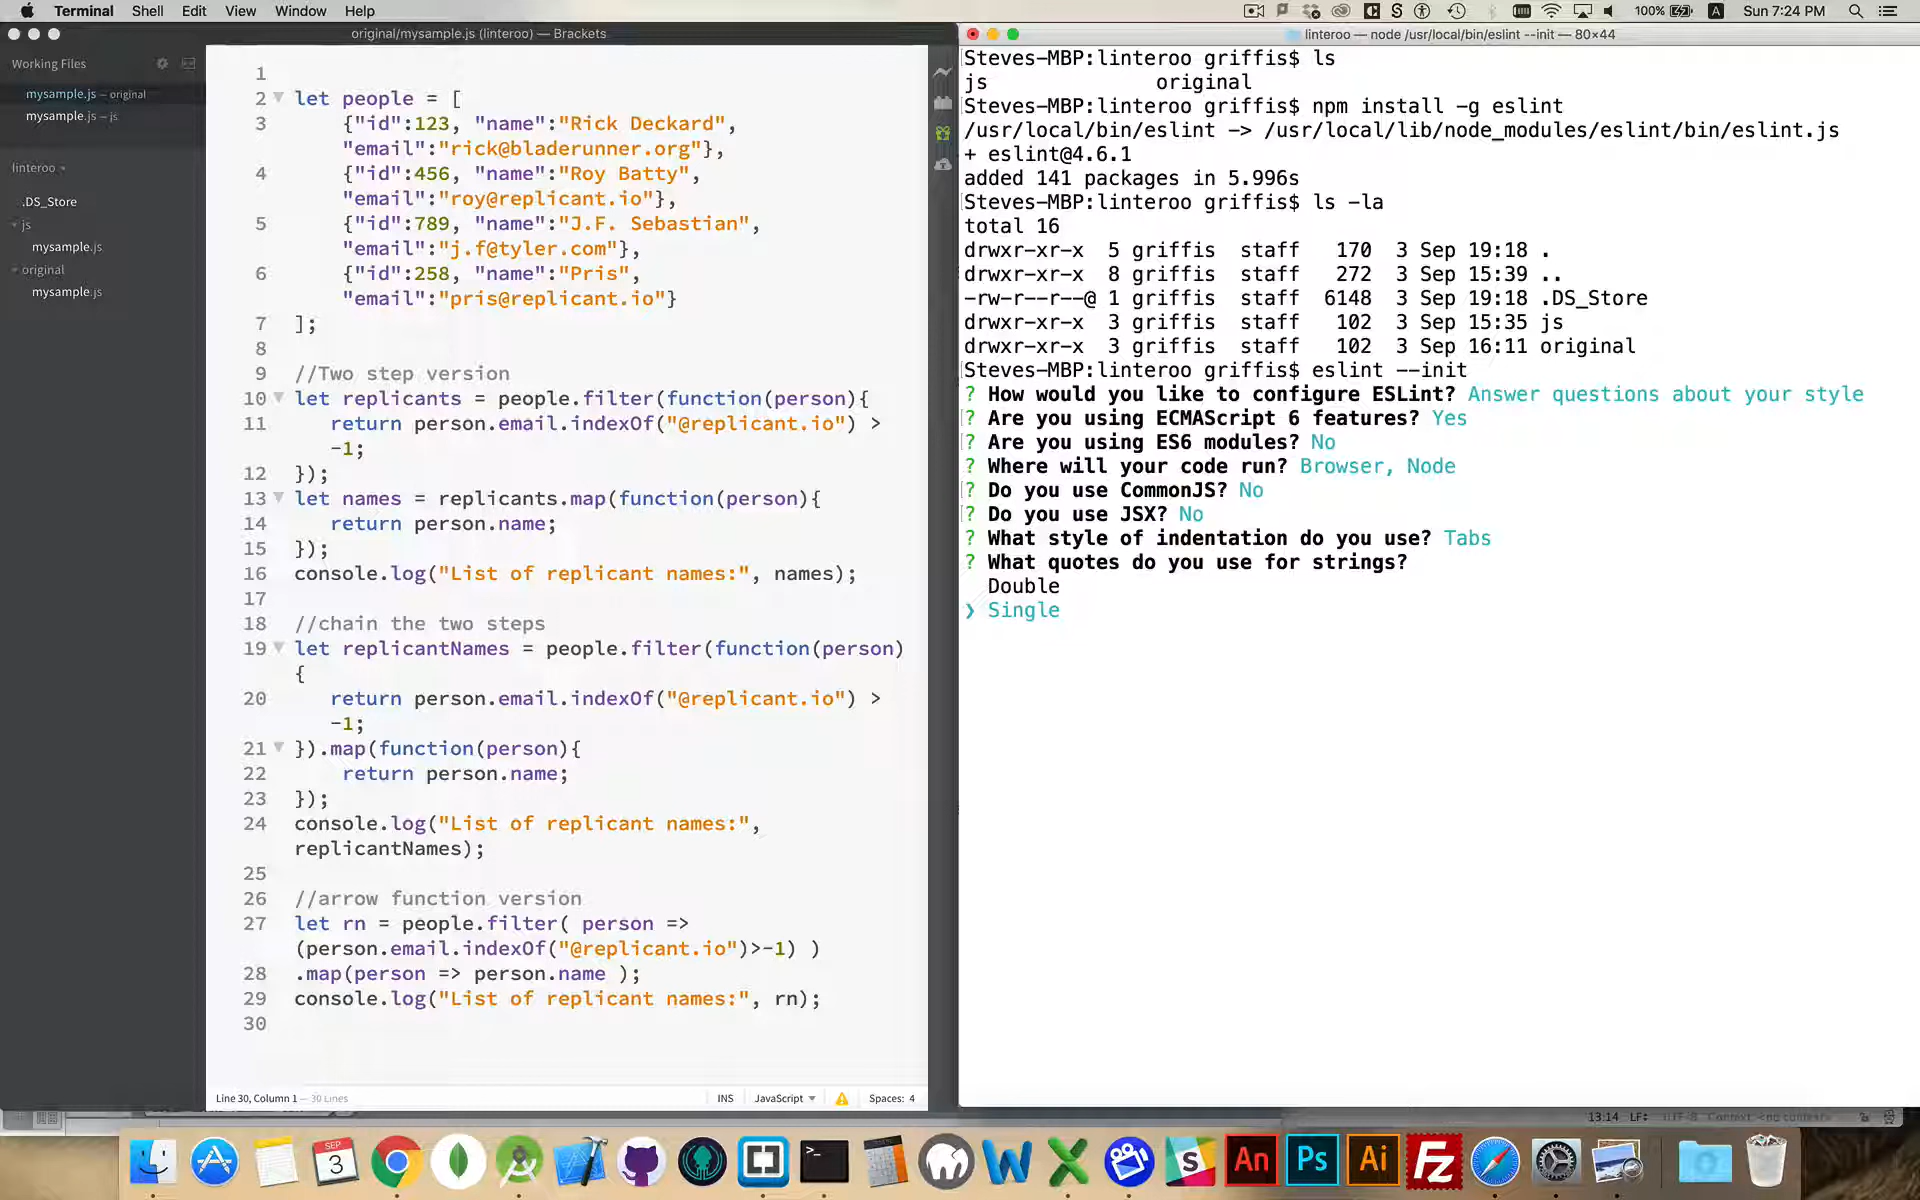 Terminal Shell Edit View Window Help
100% Sun 7:24 PM
original/mysample.js (linteroo) — Brackets
Working Files
mysample.js — original
mysample.js — js
linteroo
.DS_Store
js
mysample.js
original
mysample.js
1
2 let people = [
3 {"id":123, "name":"Rick Deckard",
"email":"rick@bladerunner.org"},
4 {"id":456, "name":"Roy Batty",
"email":"roy@replicant.io"},
5 {"id":789, "name":"J.F. Sebastian",
"email":"j.f@tyler.com"},
6 {"id":258, "name":"Pris",
"email":"pris@replicant.io"}
7 ];
8
9 //Two step version
10 let replicants = people.filter(function(person){
11 return person.email.indexOf("@replicant.io") >
-1;
12 });
13 let names = replicants.map(function(person){
14 return person.name;
15 });
16 console.log("List of replicant names:", names);
17
18 //chain the two steps
19 let replicantNames = people.filter(function(person)
{
20 return person.email.indexOf("@replicant.io") >
-1;
21 }).map(function(person){
22 return person.name;
23 });
24 console.log("List of replicant names:",
replicantNames);
25
26 //arrow function version
27 let rn = people.filter( person =>
(person.email.indexOf("@replicant.io")>-1) )
28 .map(person => person.name );
29 console.log("List of replicant names:", rn);
30
Line 30, Column 1 — 30 Lines
INS JavaScript Spaces: 4
linteroo — node /usr/local/bin/eslint --init — 80×44
Steves-MBP:linteroo griffis$ ls
js original
Steves-MBP:linteroo griffis$ npm install -g eslint
/usr/local/bin/eslint -> /usr/local/lib/node_modules/eslint/bin/eslint.js
+ eslint@4.6.1
added 141 packages in 5.996s
Steves-MBP:linteroo griffis$ ls -la
total 16
drwxr-xr-x 5 griffis staff 170 3 Sep 19:18 .
drwxr-xr-x 8 griffis staff 272 3 Sep 15:39 ..
-rw-r--r--@ 1 griffis staff 6148 3 Sep 19:18 .DS_Store
drwxr-xr-x 3 griffis staff 102 3 Sep 15:35 js
drwxr-xr-x 3 griffis staff 102 3 Sep 16:11 original
Steves-MBP:linteroo griffis$ eslint --init
? How would you like to configure ESLint? Answer questions about your style
? Are you using ECMAScript 6 features? Yes
? Are you using ES6 modules? No
? Where will your code run? Browser, Node
? Do you use CommonJS? No
? Do you use JSX? No
? What style of indentation do you use? Tabs
? What quotes do you use for strings?
Double
❯ Single
13:14 LF: UTF-8 Context: <no context>
SEP
3
>_
W
X
S
An
Ps
Ai
Fz